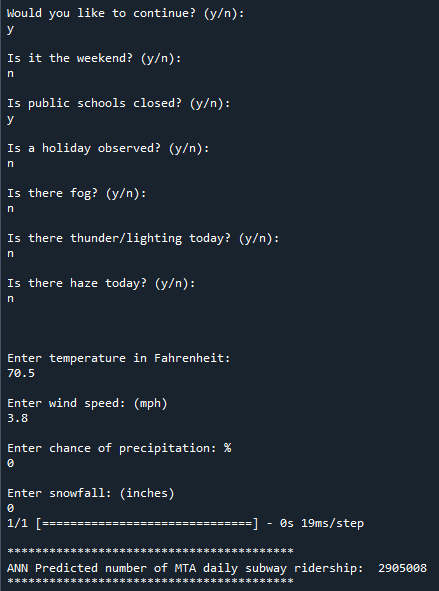 Would you like to continue? (y/n):
y
Is it the weekend? (y/n):
n
Is public schools closed? (y/n):
y
Is a holiday observed? (y/n):
n
Is there fog? (y/n):
n
Is there thunder/lighting today? (y/n):
n
Is there haze today? (y/n):
n
Enter temperature in Fahrenheit:
70.5
Enter wind speed: (mph)
3.8
Enter chance of precipitation: %
0
Enter snowfall: (inches)
0
1/1 [==============================] - 0s 19ms/step
*****************************************
ANN Predicted number of MTA daily subway ridership:  2905008
*****************************************